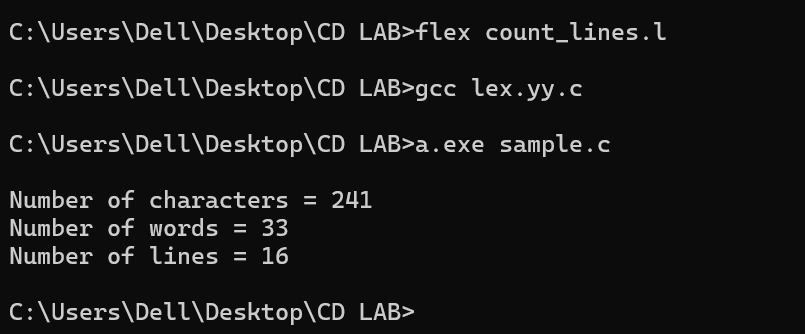 C:\Users\Dell\Desktop\CD LAB>flex count_lines.l
C:\Users\Dell\Desktop\CD LAB>gcc lex.yy.c
C:\Users\Dell\Desktop\CD LAB>a.exe sample.c
Number of characters = 241
Number of words = 33
Number of lines = 16
C:\Users\Dell\Desktop\CD LAB>